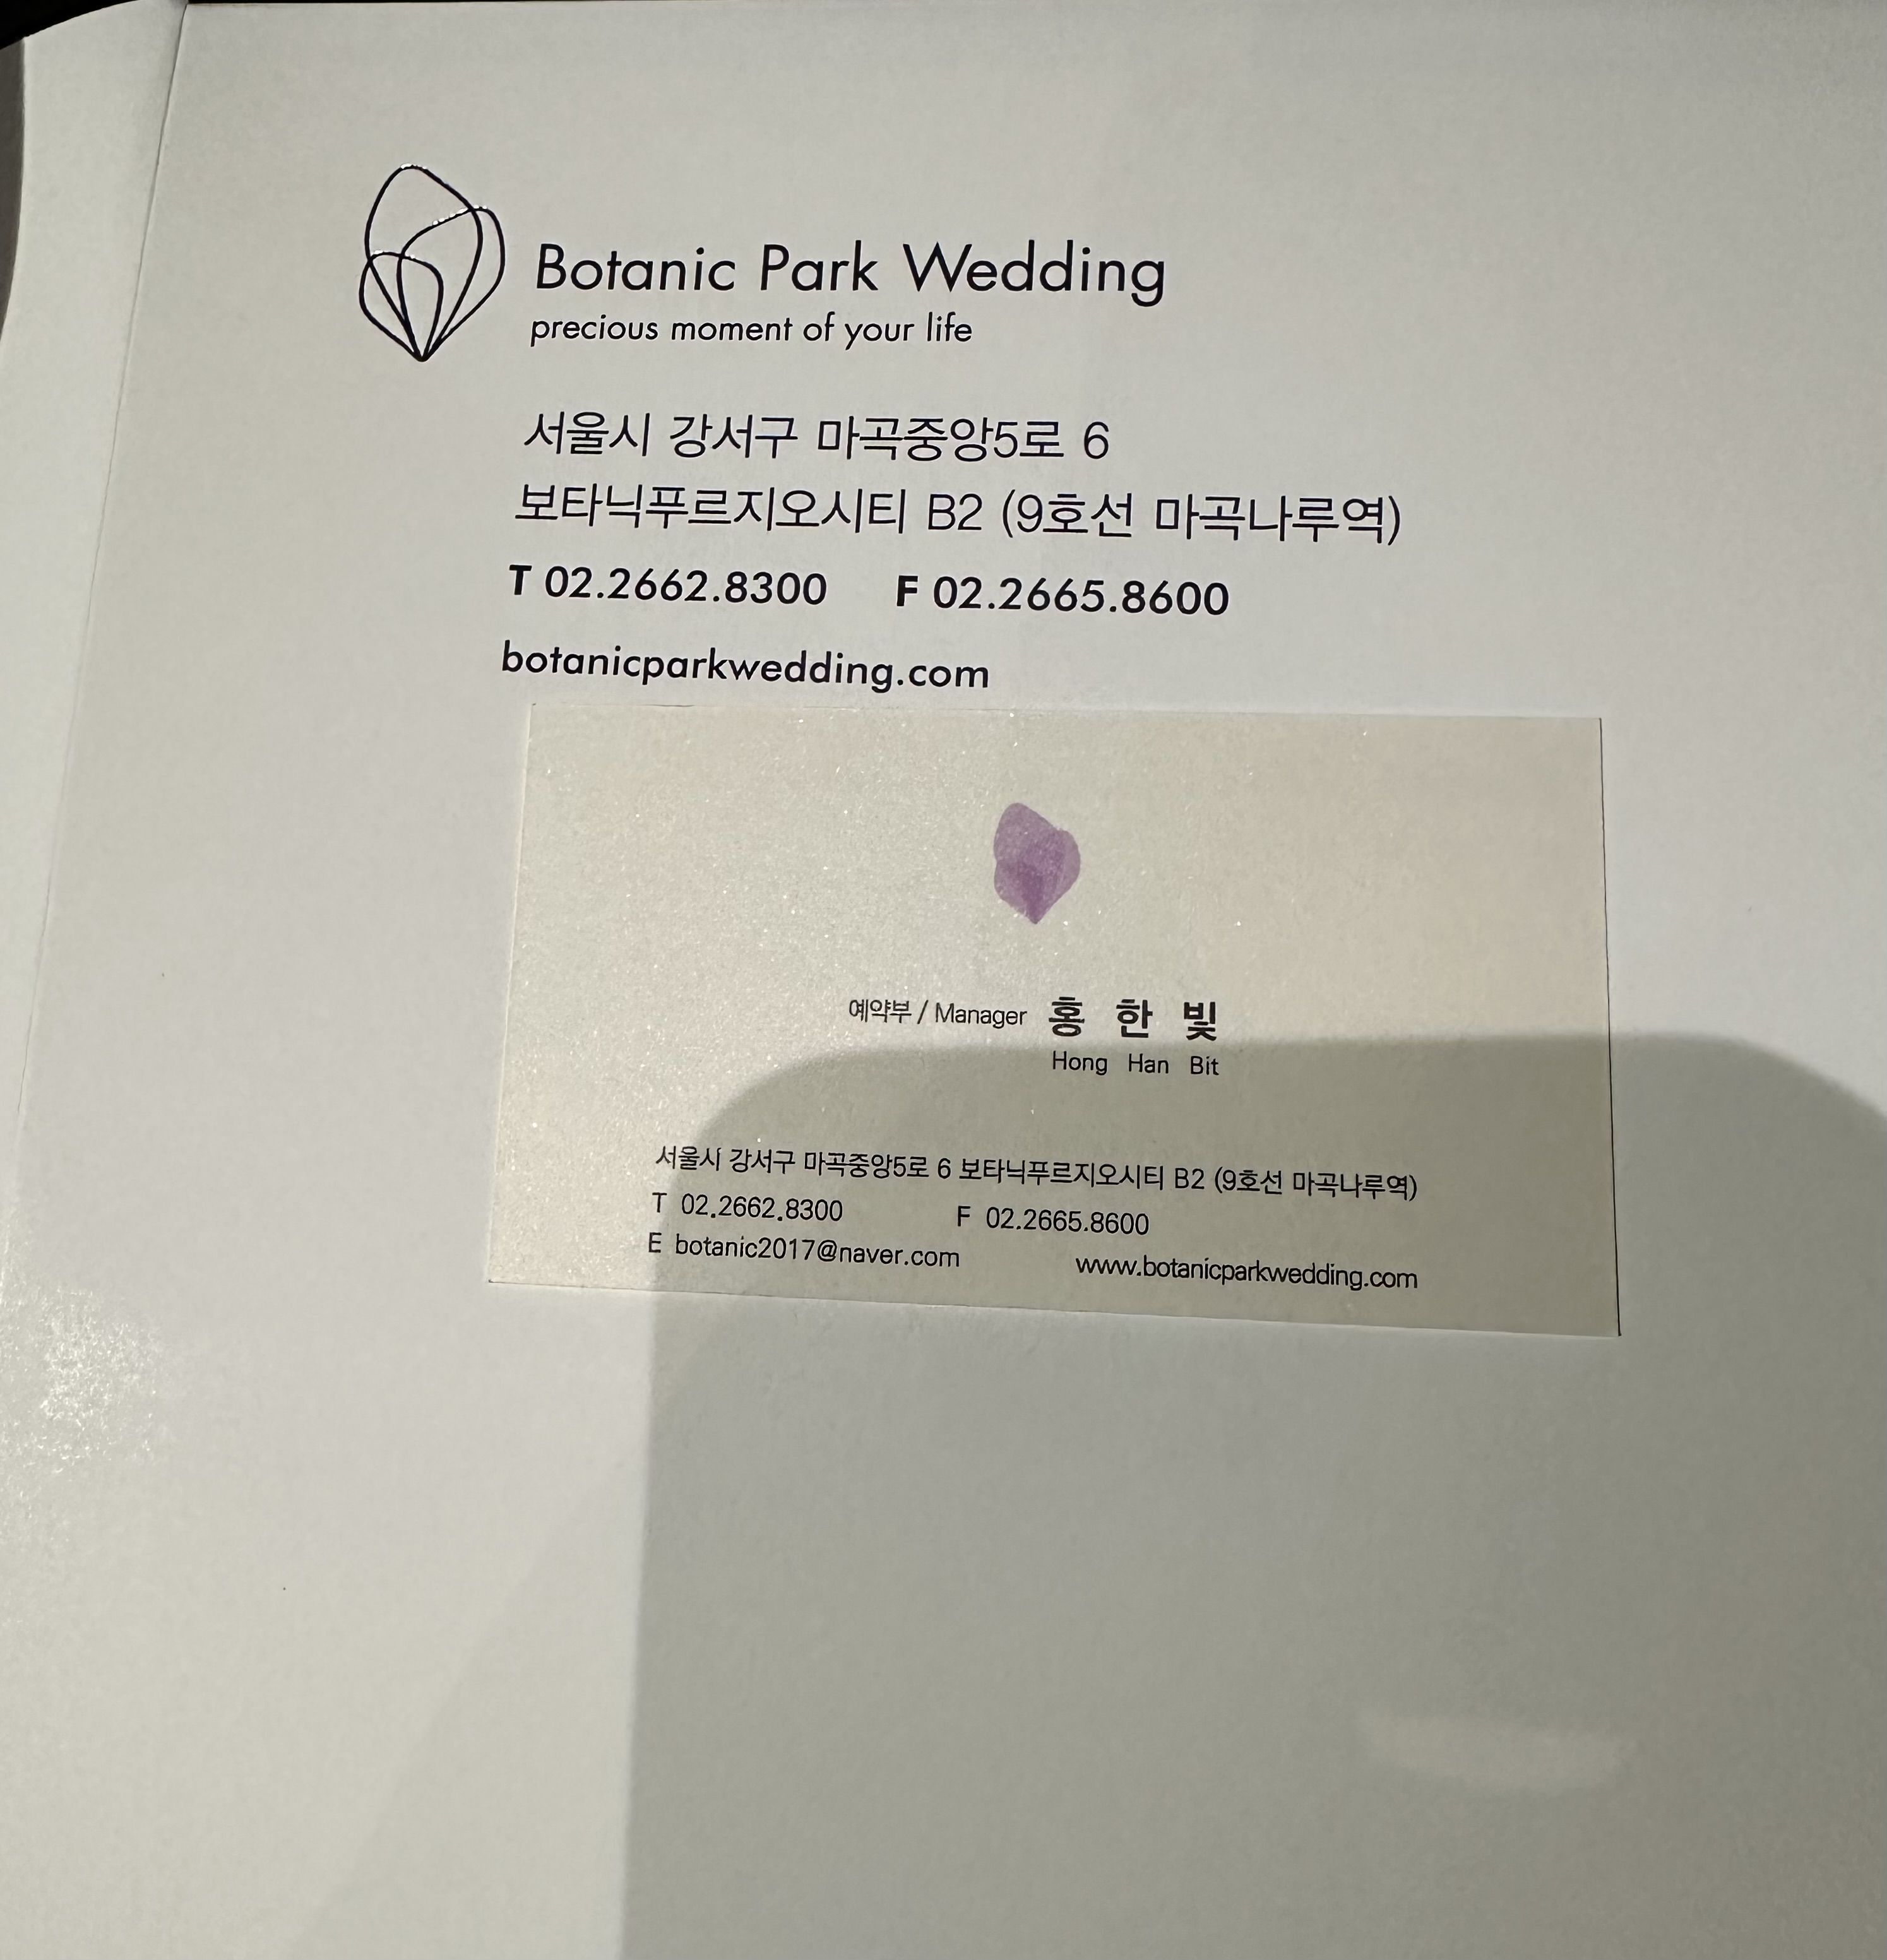 Botanic Park Wedding
precious moment of your life
서울시 강서구 마곡중앙5로 6
보타닉푸르지오시티 B2 (9호선 마곡나루역)
T 02.2662.8300 F 02.2665.8600
botanicparkwedding.com
예약부 / Manager 홍 한 빛
Hong Han Bit
서울시 강서구 마곡중앙5로 6 보타닉푸르지오시티 B2 (9호선 마곡나루역)
T 02.2662.8300 F 02.2665.8600
E botanic2017@naver.com www.botanicparkwedding.com